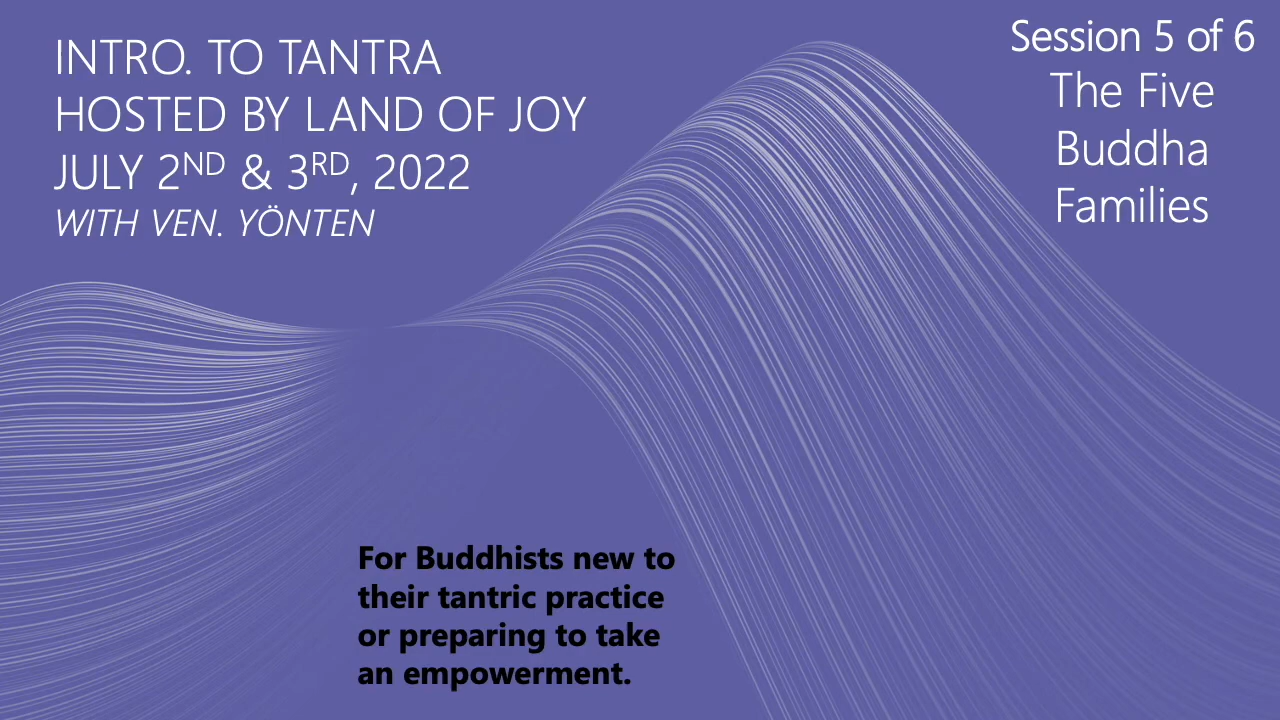 INTRO. TO TANTRA
HOSTED BY LAND OF JOY
JULY 2ND & 3RD, 2022
WITH VEN. YÖNTEN
Session 5 of 6
The Five
Buddha
Families
For Buddhists new to
their tantric practice
or preparing to take
an empowerment.